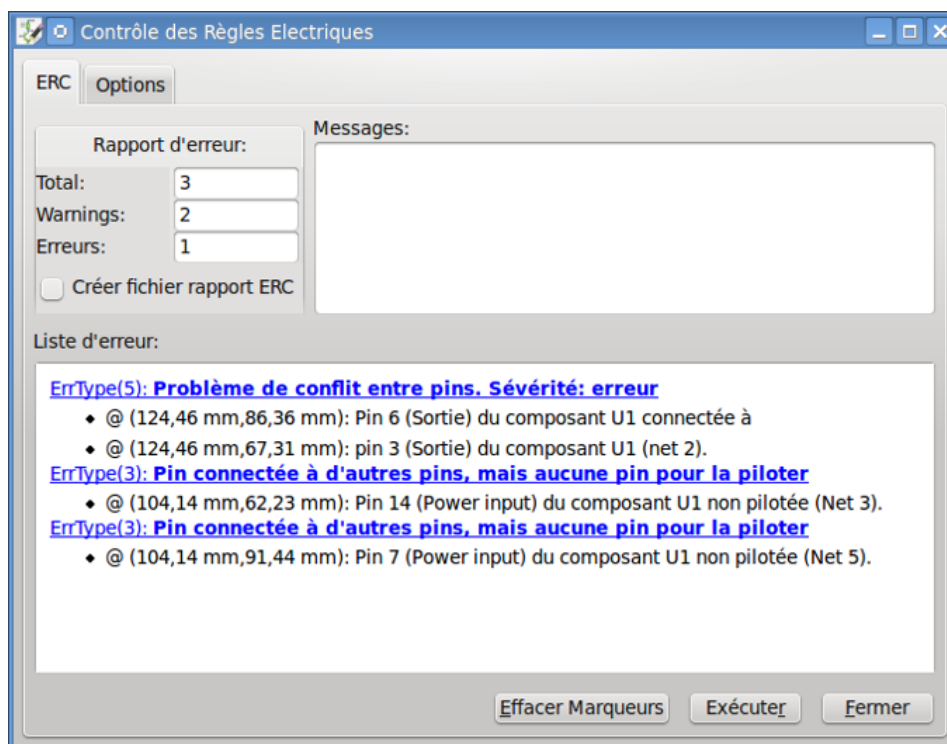 Contrôle des Règles Electriques
ERC
Options
Rapport d'erreur:
Messages:
Total:
3
Warnings:
2
Erreurs:
1
Créer fichier rapport ERC
Liste d'erreur:
ErrType(5): Problème de conflit entre pins. Sévérité: erreur
@ (124,46 mm,86,36 mm): Pin 6 (Sortie) du composant U1 connectée à
@ (124,46 mm,67,31 mm): pin 3 (Sortie) du composant U1 (net 2).
ErrType(3): Pin connectée à d'autres pins, mais aucune pin pour la piloter
@ (104,14 mm,62,23 mm): Pin 14 (Power input) du composant U1 non pilotée (Net 3).
ErrType(3): Pin connectée à d'autres pins, mais aucune pin pour la piloter
@ (104,14 mm,91,44 mm): Pin 7 (Power input) du composant U1 non pilotée (Net 5).
Effacer Marqueurs
Exécuter
Fermer